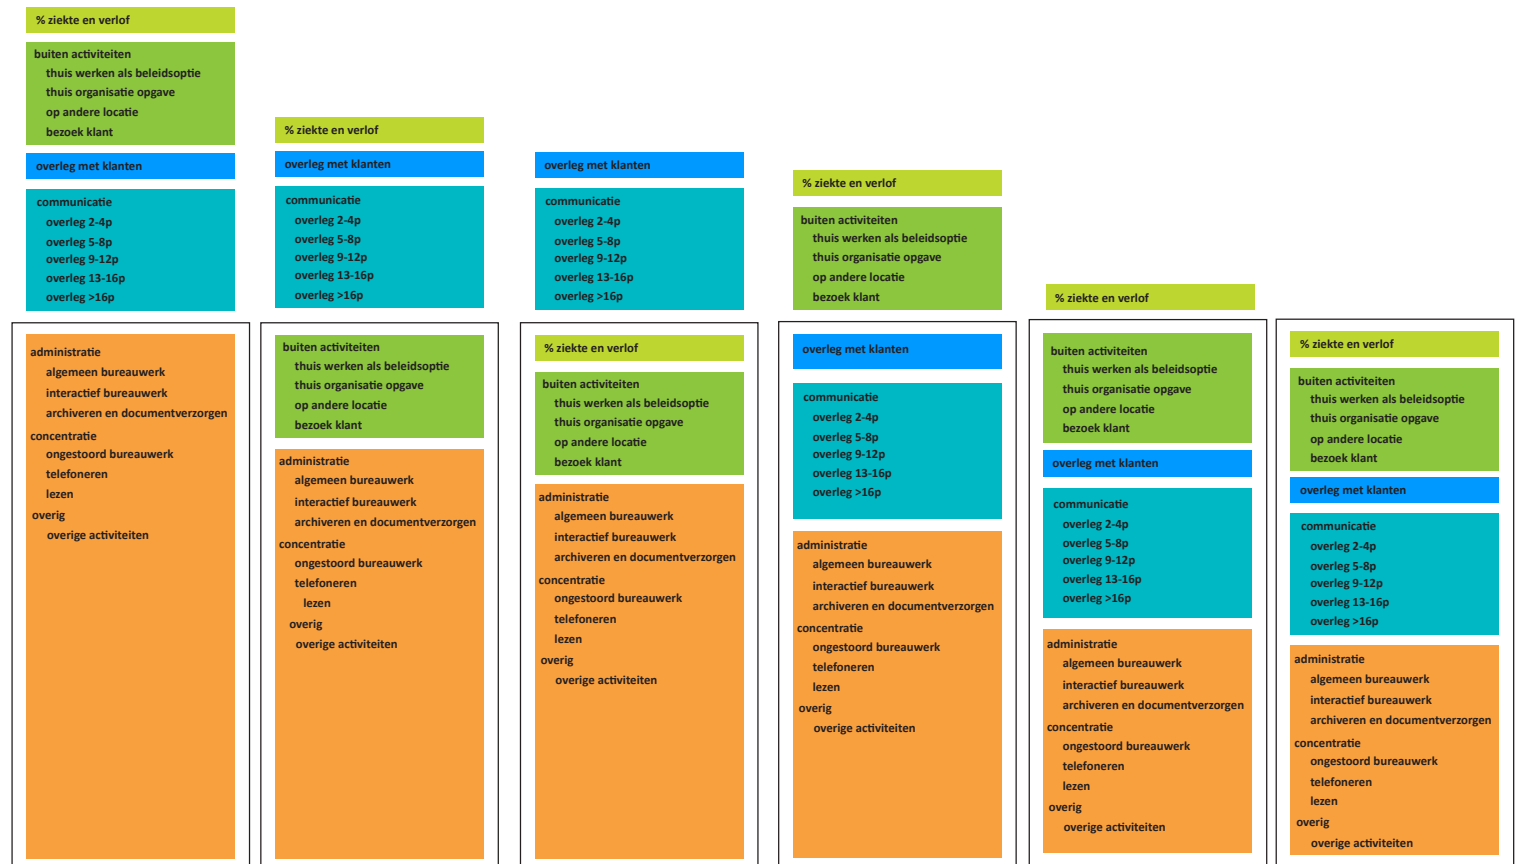 % ziekte en verlof
buiten activiteiten
thuis werken als beleidsoptie
thuis organisatie opgave
op andere locatie
bezoek klant
overleg met klanten
communicatie
overleg 2-4p
overleg 5-8p
overleg 9-12p
overleg 13-16p
overleg >16p
administratie
algemeen bureauwerk
interactief bureauwerk
archiveren en documentverzorgen
concentratie
ongestoord bureauwerk
telefoneren
lezen
overig
overige activiteiten
% ziekte en verlof
overleg met klanten
communicatie
overleg 2-4p
overleg 5-8p
overleg 9-12p
overleg 13-16p
overleg >16p
buiten activiteiten
thuis werken als beleidsoptie
thuis organisatie opgave
op andere locatie
bezoek klant
administratie
algemeen bureauwerk
interactief bureauwerk
archiveren en documentverzorgen
concentratie
ongestoord bureauwerk
telefoneren
lezen
overig
overige activiteiten
overleg met klanten
communicatie
overleg 2-4p
overleg 5-8p
overleg 9-12p
overleg 13-16p
overleg >16p
% ziekte en verlof
buiten activiteiten
thuis werken als beleidsoptie
thuis organisatie opgave
op andere locatie
bezoek klant
administratie
algemeen bureauwerk
interactief bureauwerk
archiveren en documentverzorgen
concentratie
ongestoord bureauwerk
telefoneren
lezen
overig
overige activiteiten
% ziekte en verlof
buiten activiteiten
thuis werken als beleidsoptie
thuis organisatie opgave
op andere locatie
bezoek klant
overleg met klanten
communicatie
overleg 2-4p
overleg 5-8p
overleg 9-12p
overleg 13-16p
overleg >16p
administratie
algemeen bureauwerk
interactief bureauwerk
archiveren en documentverzorgen
concentratie
ongestoord bureauwerk
telefoneren
lezen
overig
overige activiteiten
% ziekte en verlof
buiten activiteiten
thuis werken als beleidsoptie
thuis organisatie opgave
op andere locatie
bezoek klant
overleg met klanten
communicatie
overleg 2-4p
overleg 5-8p
overleg 9-12p
overleg 13-16p
overleg >16p
administratie
algemeen bureauwerk
interactief bureauwerk
archiveren en documentverzorgen
concentratie
ongestoord bureauwerk
telefoneren
lezen
overig
overige activiteiten
% ziekte en verlof
buiten activiteiten
thuis werken als beleidsoptie
thuis organisatie opgave
op andere locatie
bezoek klant
overleg met klanten
communicatie
overleg 2-4p
overleg 5-8p
overleg 9-12p
overleg 13-16p
overleg >16p
administratie
algemeen bureauwerk
interactief bureauwerk
archiveren en documentverzorgen
concentratie
ongestoord bureauwerk
telefoneren
lezen
overig
overige activiteiten